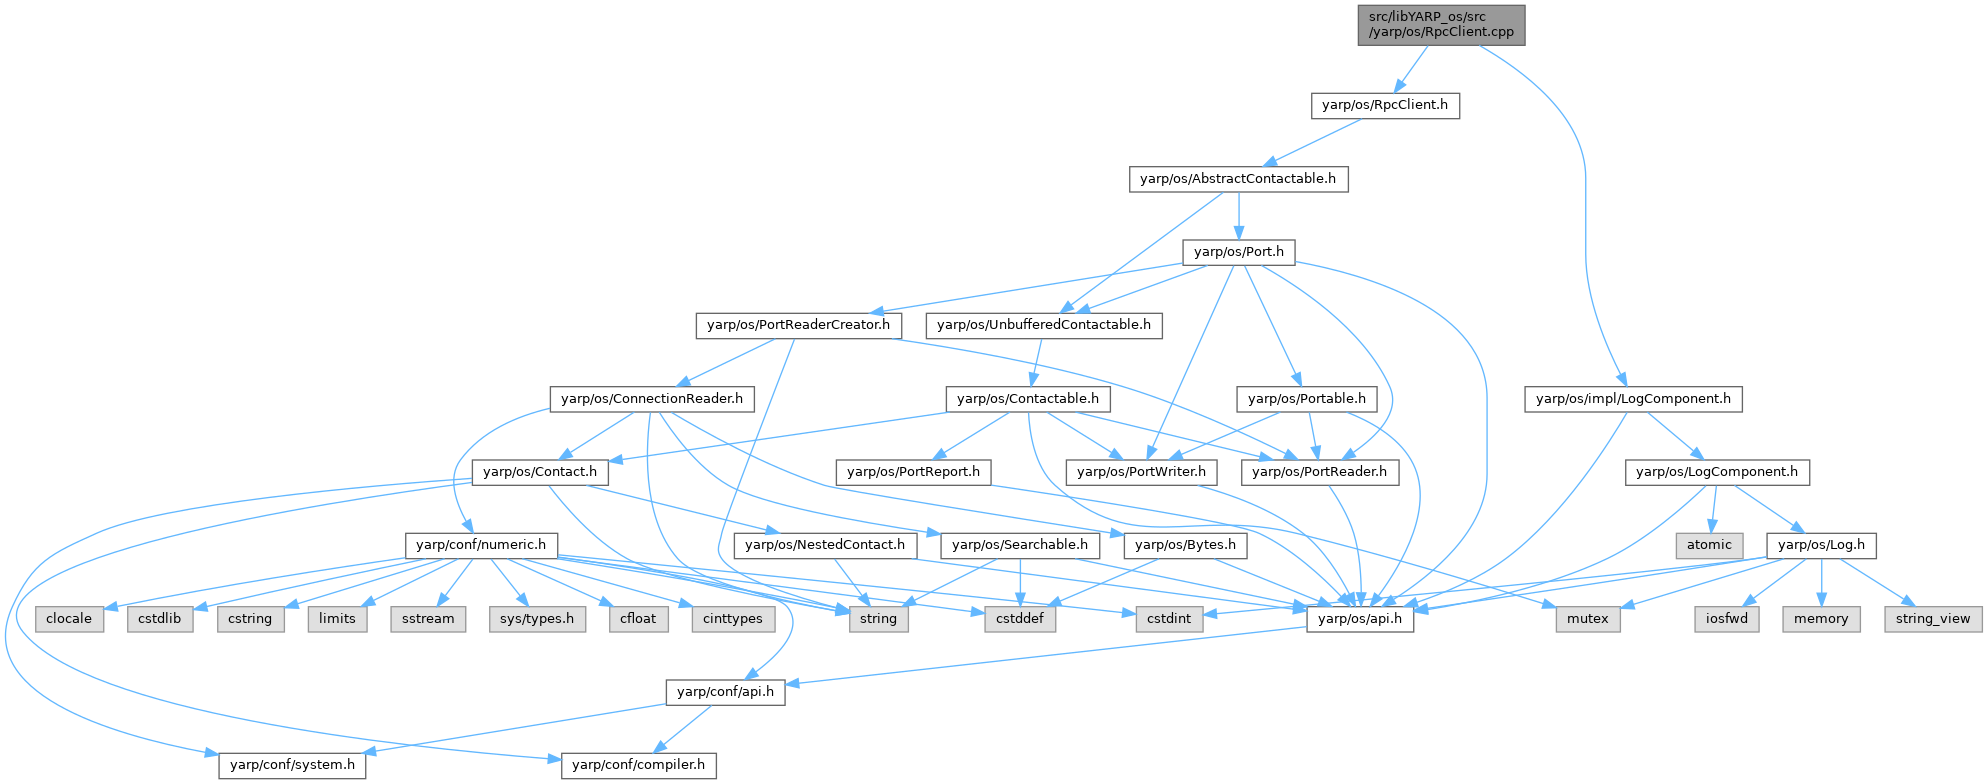 src/libYARP_os/src
/yarp/os/RpcClient.cpp
yarp/os/RpcClient.h
yarp/os/AbstractContactable.h
yarp/os/Port.h
yarp/os/PortReaderCreator.h
yarp/os/UnbufferedContactable.h
yarp/os/ConnectionReader.h
yarp/os/Contactable.h
yarp/os/Portable.h
yarp/os/impl/LogComponent.h
yarp/os/Contact.h
yarp/os/PortReport.h
yarp/os/PortWriter.h
yarp/os/PortReader.h
yarp/os/LogComponent.h
yarp/conf/numeric.h
yarp/os/NestedContact.h
yarp/os/Searchable.h
yarp/os/Bytes.h
atomic
yarp/os/Log.h
clocale
cstdlib
cstring
limits
sstream
sys/types.h
cfloat
cinttypes
string
cstddef
cstdint
yarp/os/api.h
mutex
iosfwd
memory
string_view
yarp/conf/api.h
yarp/conf/system.h
yarp/conf/compiler.h